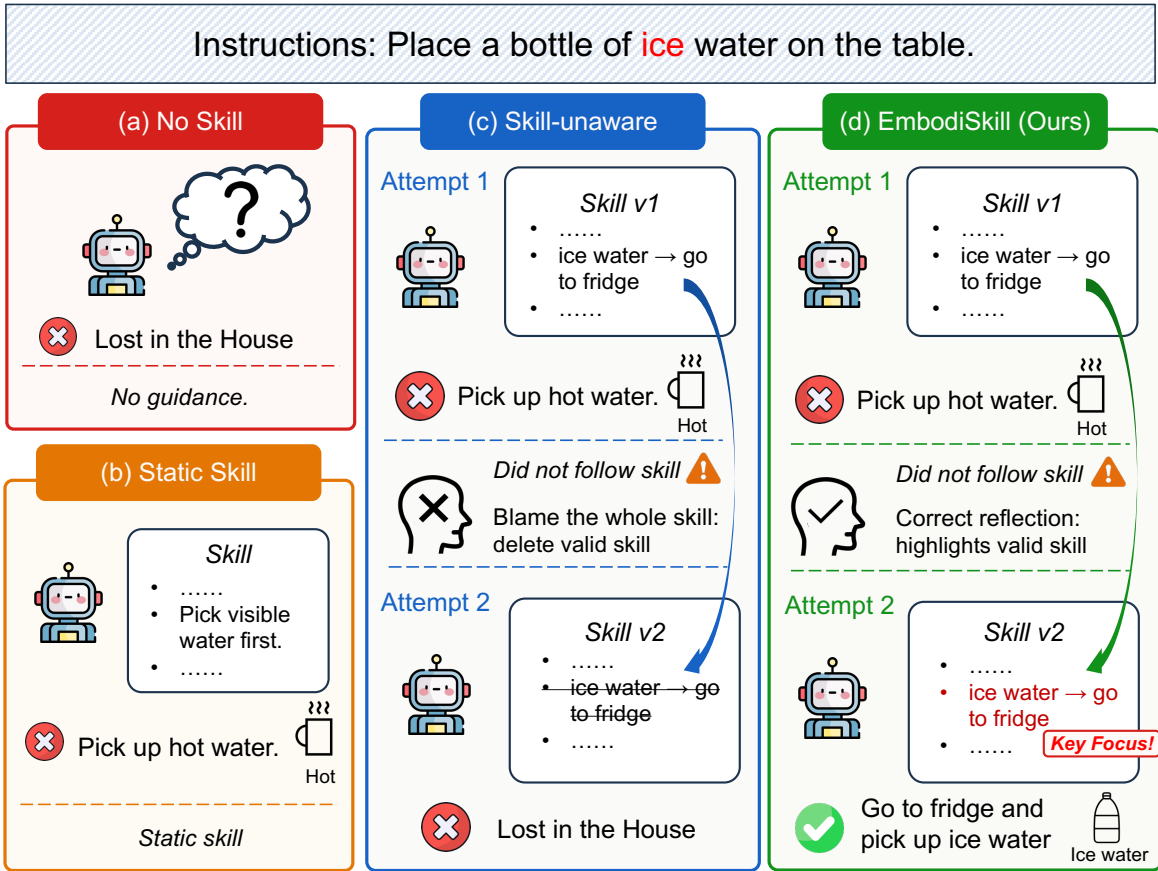 Instructions: Place a bottle of ice water on the table.
(a) No Skill
?
Lost in the House
No guidance.
(b) Static Skill
Skill
• ......
• Pick visible
water first.
• ......
Pick up hot water.
Hot
Static skill
(c) Skill-unaware
Attempt 1
Skill v1
• ......
• ice water → go
to fridge
• ......
Pick up hot water.
Hot
Did not follow skill
Blame the whole skill:
delete valid skill
Attempt 2
Skill v2
• ......
• ice water → go
to fridge
• ......
Lost in the House
(d) EmbodiSkill (Ours)
Attempt 1
Skill v1
• ......
• ice water → go
to fridge
• ......
Pick up hot water.
Hot
Did not follow skill
Correct reflection:
highlights valid skill
Attempt 2
Skill v2
• ......
• ice water → go
to fridge
• ......
Key Focus!
Go to fridge and
pick up ice water
Ice water